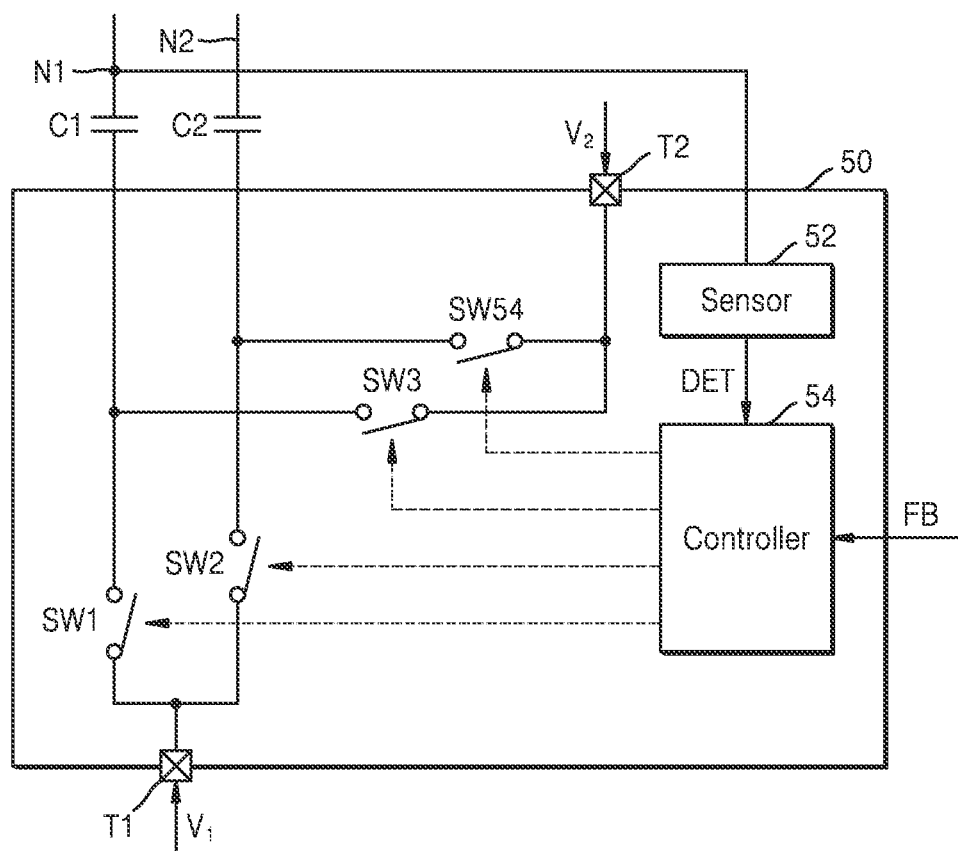 N2
N1
C1
C2
V2
T2
50
52
Sensor
SW54
DET
SW3
54
FB
Controller
SW2
SW1
T1
V1